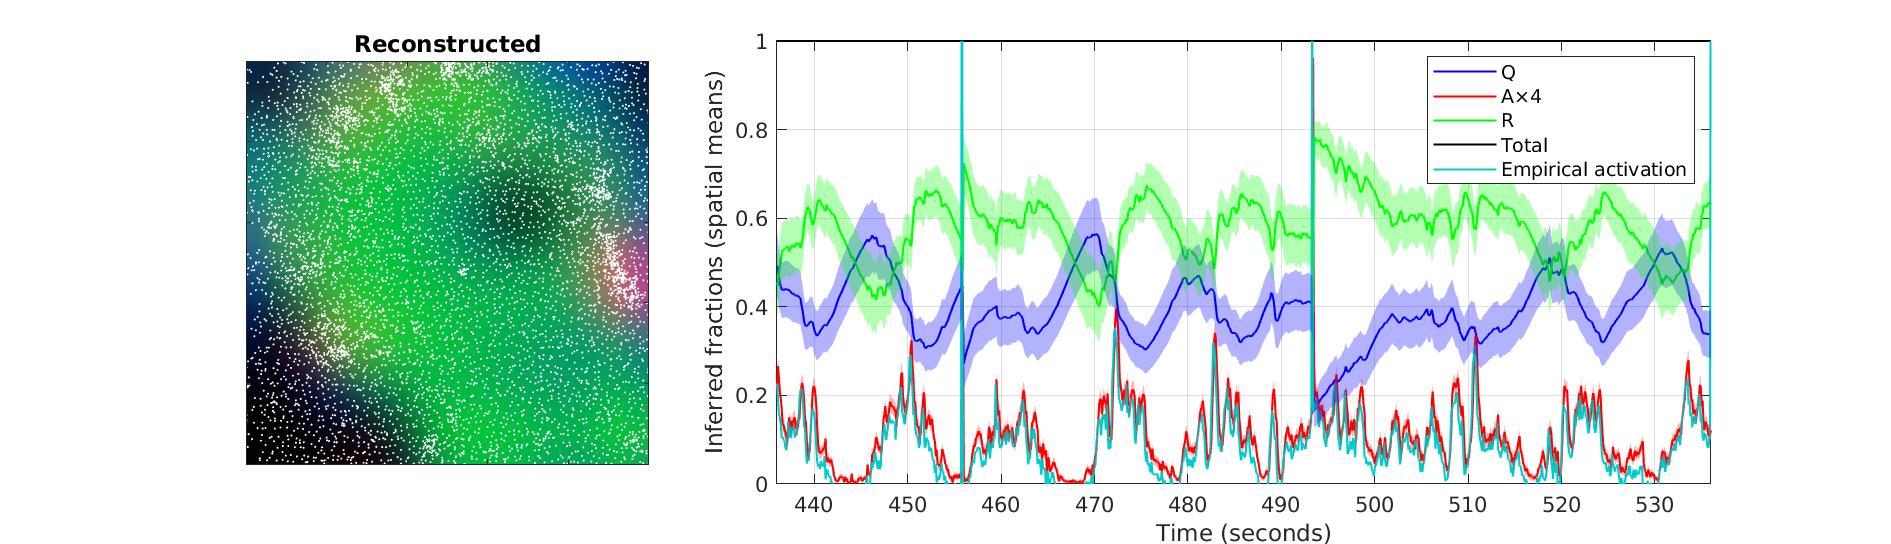 Reconstructed
Inferred fractions (spatial means)
1
0.8
0.6
0.4
0.2
0
440
450
460
470
480
490
500
510
520
530
Time (seconds)
Q
A×4
R
Total
Empirical activation